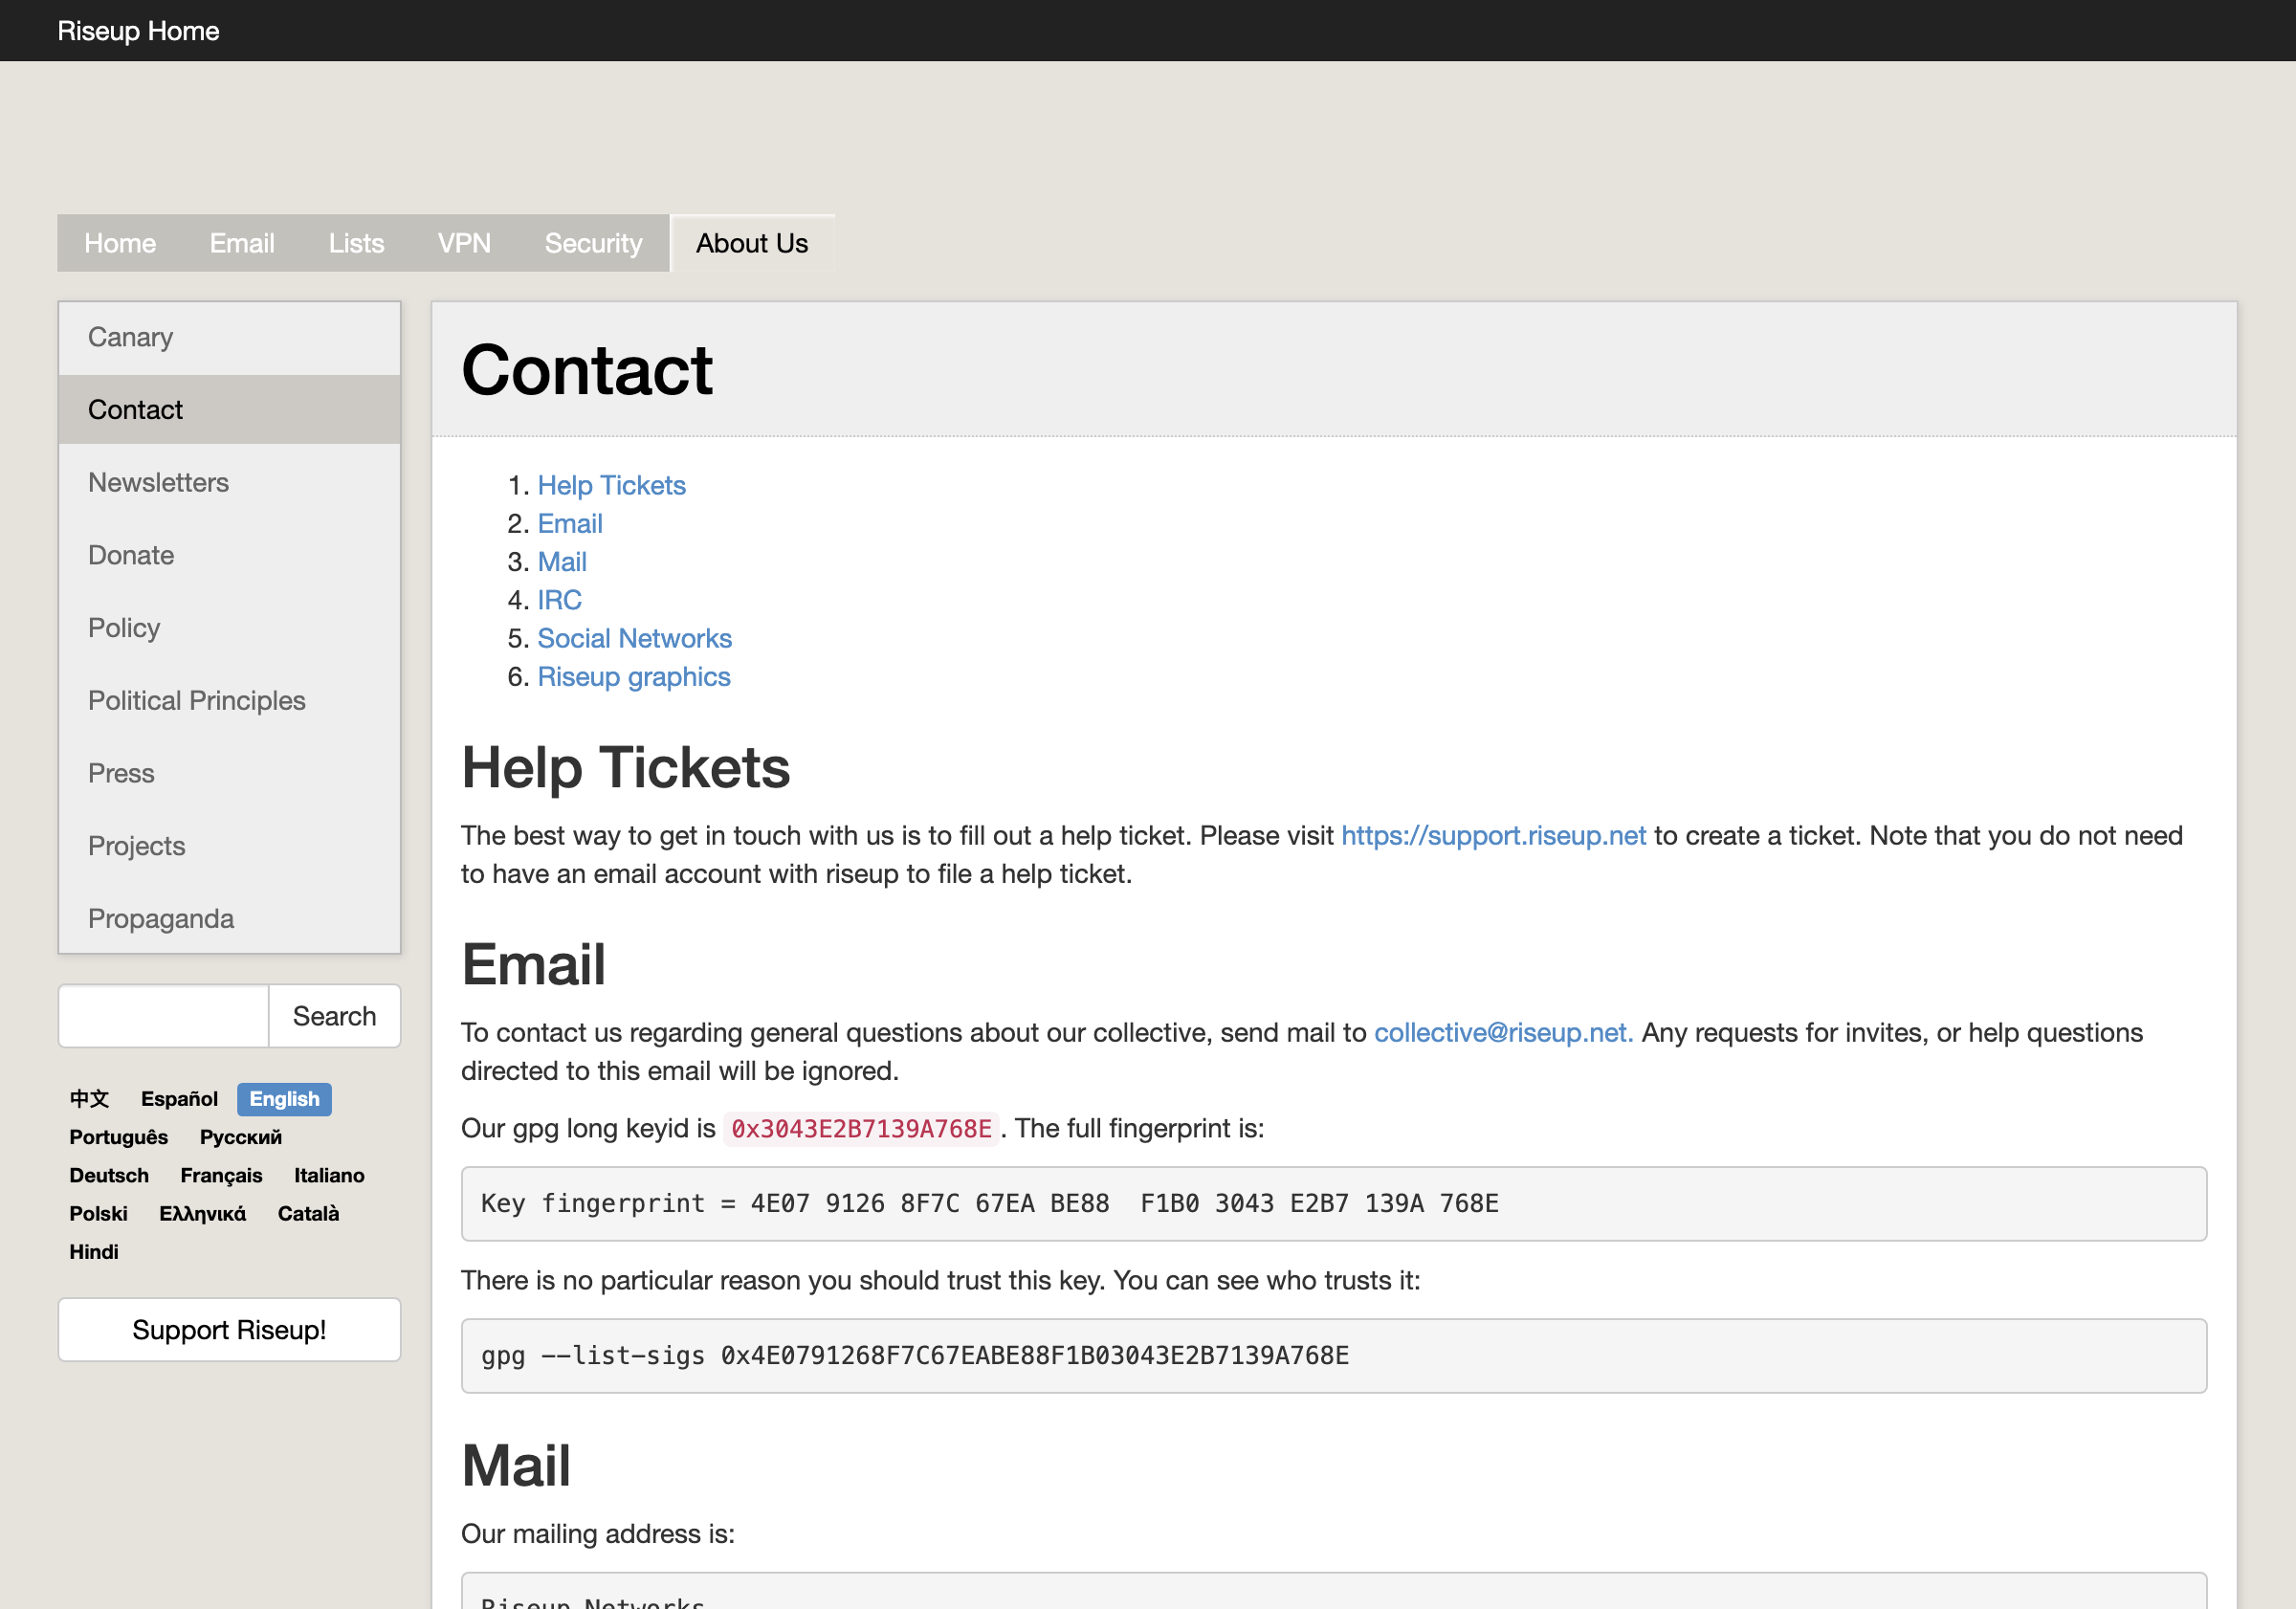 Riseup Home
Home Email Lists VPN Security About Us
Canary
Contact
Newsletters
Donate
Policy
Political Principles
Press
Projects
Propaganda
Search
中文 Español English
Português Русский
Deutsch Français Italiano
Polski Ελληνικά Català
Hindi
Support Riseup!
Contact
1. Help Tickets
2. Email
3. Mail
4. IRC
5. Social Networks
6. Riseup graphics
Help Tickets
The best way to get in touch with us is to fill out a help ticket. Please visit https://support.riseup.net to create a ticket. Note that you do not need
to have an email account with riseup to file a help ticket.
Email
To contact us regarding general questions about our collective, send mail to collective@riseup.net. Any requests for invites, or help questions
directed to this email will be ignored.
Our gpg long keyid is 0x3043E2B7139A768E. The full fingerprint is:
Key fingerprint = 4E07 9126 8F7C 67EA BE88  F1B0 3043 E2B7 139A 768E
There is no particular reason you should trust this key. You can see who trusts it:
gpg --list-sigs 0x4E0791268F7C67EABE88F1B03043E2B7139A768E
Mail
Our mailing address is:
Riseup Networks